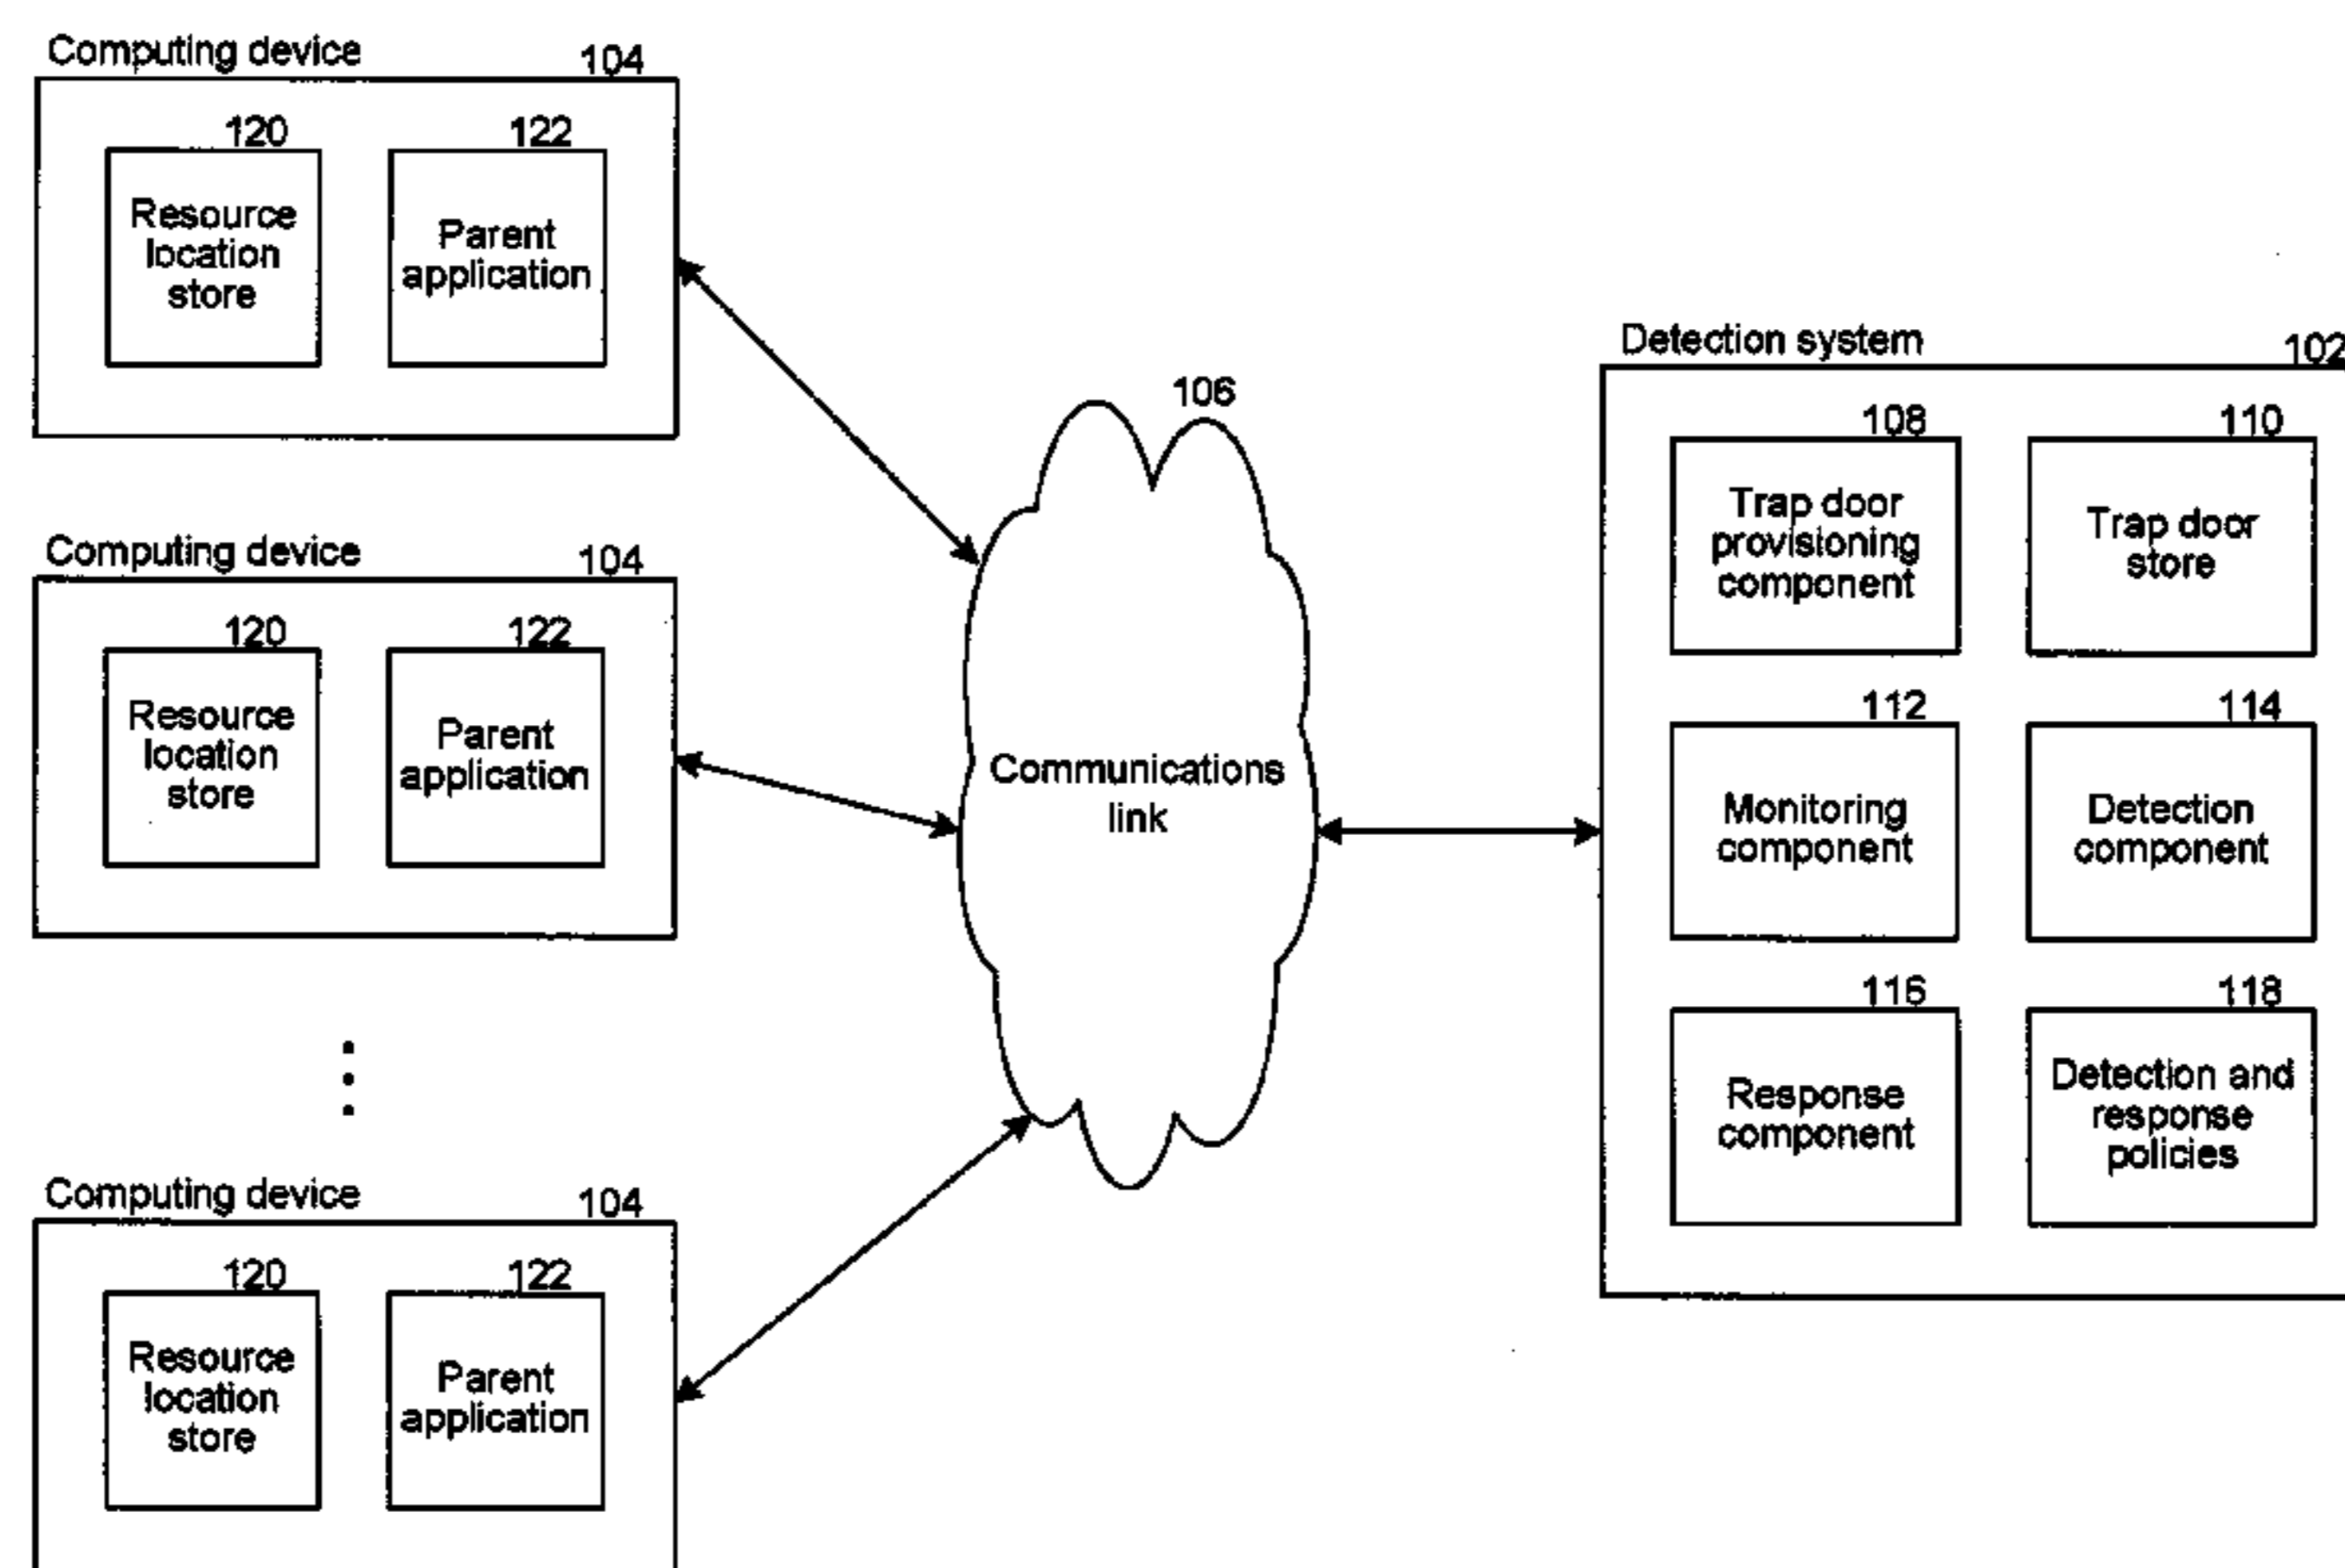 Computing device 104
120 122
Resource
location
store
Parent
application
Computing device 104
120 122
Resource
location
store
Parent
application
Computing device 104
120 122
Resource
location
store
Parent
application
106
Communications
link
Detection system 102
108 110
Trap door
provisioning
component
Trap door
store
112 114
Monitoring
component
Detection
component
116 118
Response
component
Detection and
response
policies